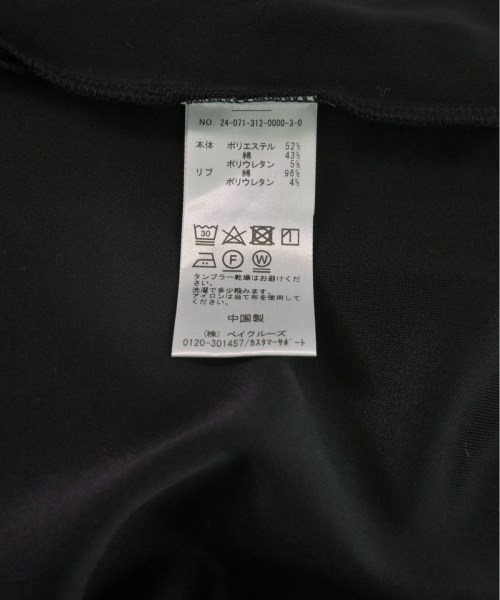 NO. 24-071-312-0000-3-0
本体 ポリエステル 52%
綿 43%
ポリウレタン 5%
リブ 綿 96%
ポリウレタン 4%
30
F W
タンブラー乾燥はお避けくだ
さい。
洗濯で多少縮みます。
アイロンは当て布を使用して
ください。
中国製
(株) ベイクルーズ
0120-301457/カスタマーサポート